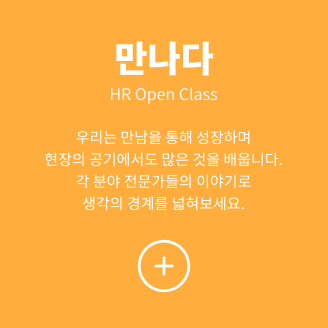 만나다
HR Open Class
우리는 만남을 통해 성장하며
현장의 공기에서도 많은 것을 배웁니다.
각 분야 전문가들의 이야기로
생각의 경계를 넓혀보세요.